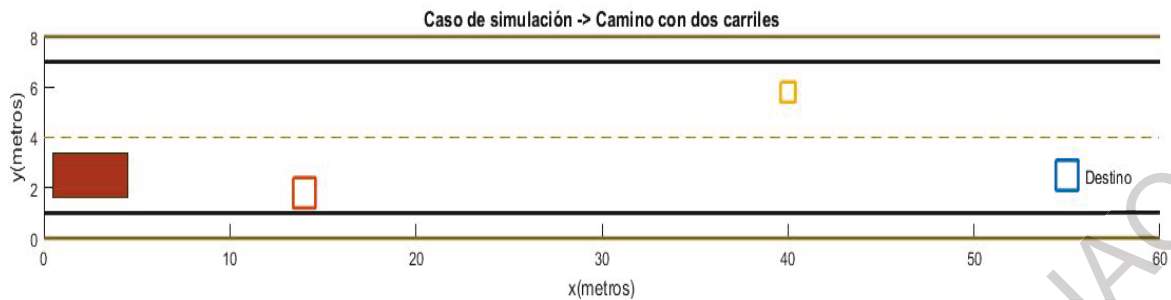 Caso de simulación -> Camino con dos carriles
8
6
4
2
0
y(metros)
Destino
0 10 20 30 40 50 60
x(metros)